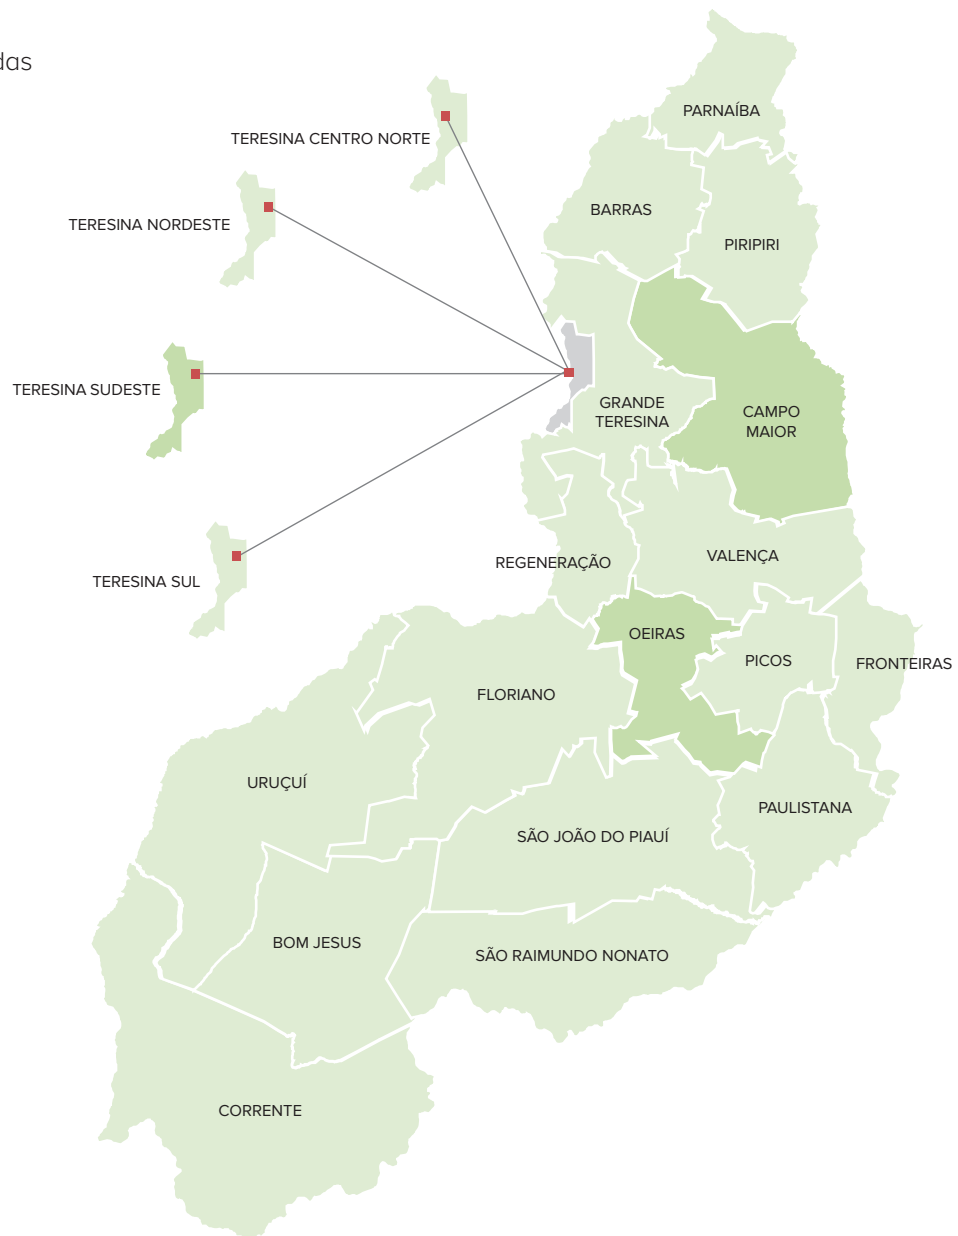 PARNAÍBA
TERESINA CENTRO NORTE
BARRAS
TERESINA NORDESTE
PIRIPIRI
TERESINA SUDESTE
GRANDE
TERESINA
CAMPO
MAIOR
REGENERAÇÃO
VALENÇA
TERESINA SUL
OEIRAS
PICOS
FRONTEIRAS
FLORIANO
URUÇUÍ
PAULISTANA
SÃO JOÃO DO PIAUÍ
BOM JESUS
SÃO RAIMUNDO NONATO
CORRENTE